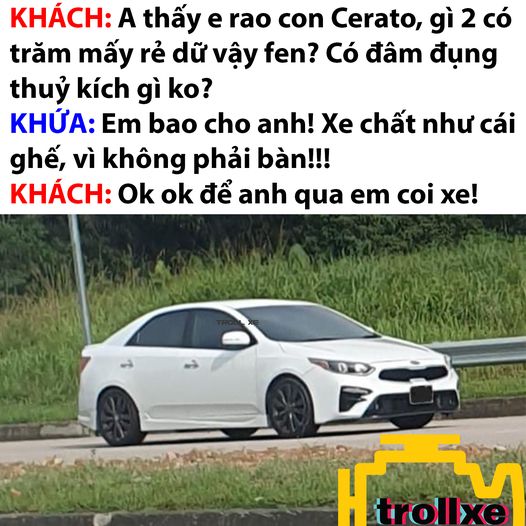 KHÁCH: A thấy e rao con Cerato, gì 2 có
trăm mấy rẻ dữ vậy fen? Có đâm đụng
thuỷ kích gì ko?
KHỨA: Em bao cho anh! Xe chất như cái
ghế, vì không phải bàn!!!
KHÁCH: Ok ok để anh qua em coi xe!
TROLL XE
trollxe